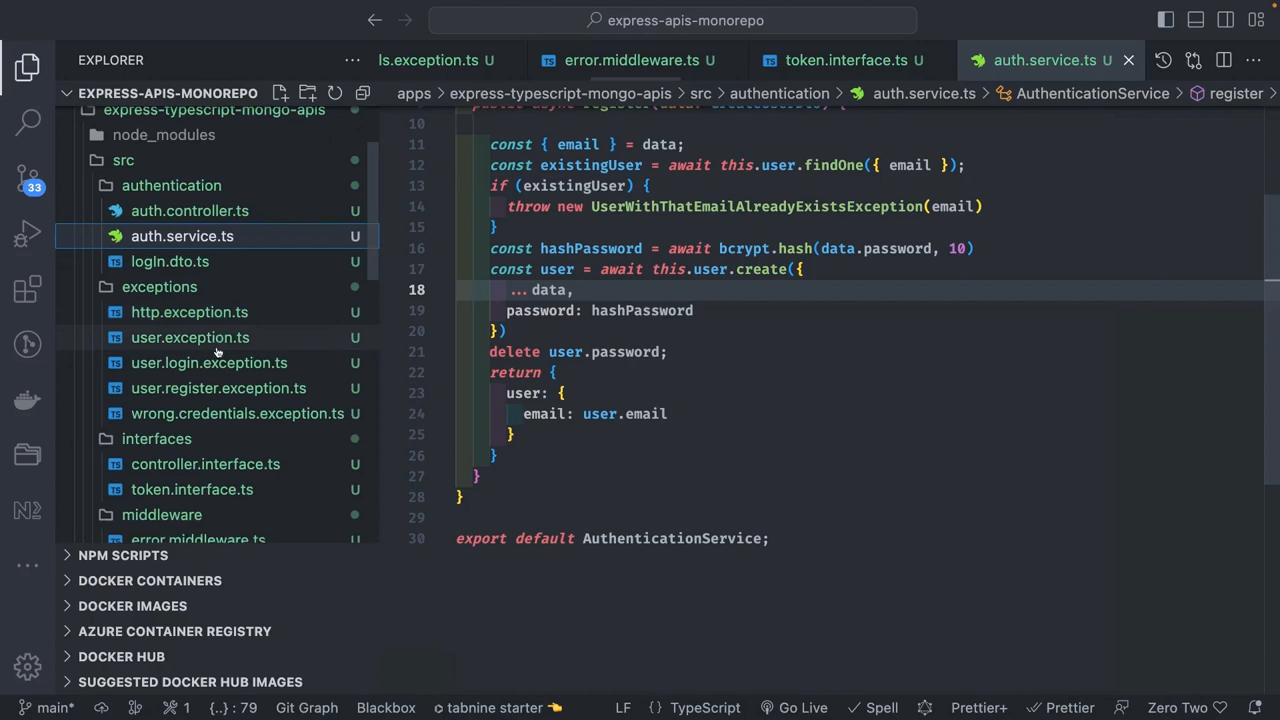 express-apis-monorepo
EXPLORER
ls.exception.ts U
error.middleware.ts U
token.interface.ts U
auth.service.ts U
EXPRESS-APIS-MONOREPO
apps › express-typescript-mongo-apis › src › authentication › auth.service.ts › AuthenticationService › register ›
express-typescript-mongo-apis
node_modules
src
authentication
auth.controller.ts U
auth.service.ts U
logIn.dto.ts U
exceptions
http.exception.ts U
user.exception.ts U
user.login.exception.ts U
user.register.exception.ts U
wrong.credentials.exception.ts U
interfaces
controller.interface.ts U
token.interface.ts U
middleware
error.middleware.ts U
10
11 const { email } = data;
12 const existingUser = await this.user.findOne({ email });
13 if (existingUser) {
14 throw new UserWithThatEmailAlreadyExistsException(email)
15 }
16 const hashPassword = await bcrypt.hash(data.password, 10)
17 const user = await this.user.create({
18 ...data,
19 password: hashPassword
20 })
21 delete user.password;
22 return {
23 user: {
24 email: user.email
25 }
26 }
27 }
28 }
29
30 export default AuthenticationService;
33
NPM SCRIPTS
DOCKER CONTAINERS
DOCKER IMAGES
AZURE CONTAINER REGISTRY
DOCKER HUB
SUGGESTED DOCKER HUB IMAGES
main* 1 {..} : 79 Git Graph Blackbox tabnine starter 👈 LF {} TypeScript Go Live Spell Prettier+ Prettier Zero Two